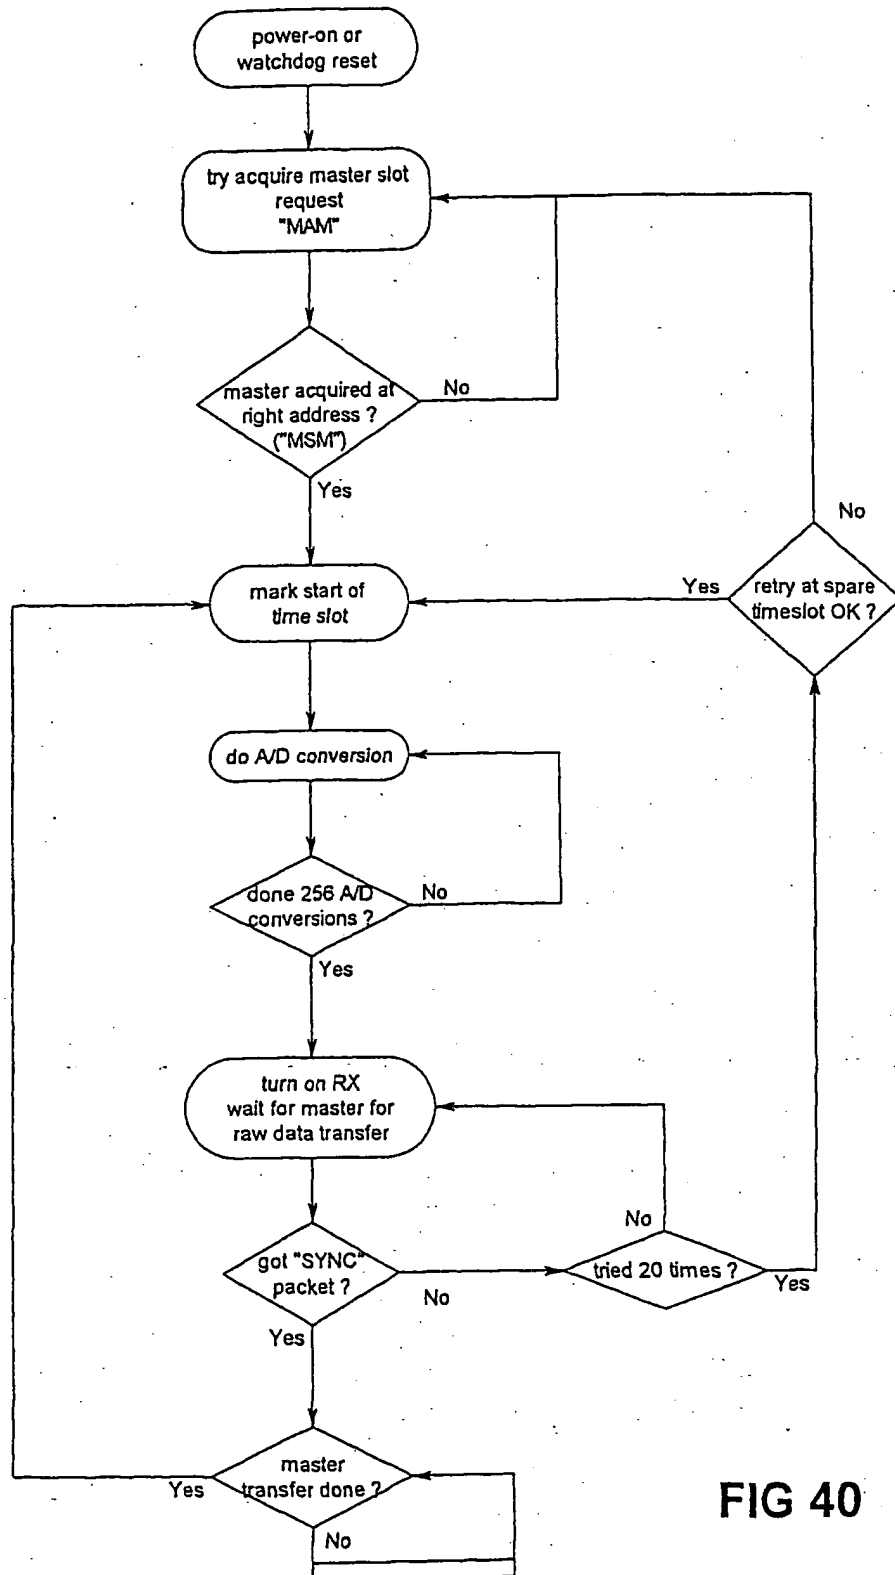 power-on or
watchdog reset
try acquire master slot
request
"MAM"
master acquired at
right address ?
("MSM")
No
Yes
mark start of
time slot
Yes
retry at spare
timeslot OK ?
No
do A/D conversion
done 256 A/D
conversions ?
No
Yes
turn on RX
wait for master for
raw data transfer
got "SYNC"
packet ?
No
Yes
tried 20 times ?
No
Yes
master
transfer done ?
Yes
No
FIG 40